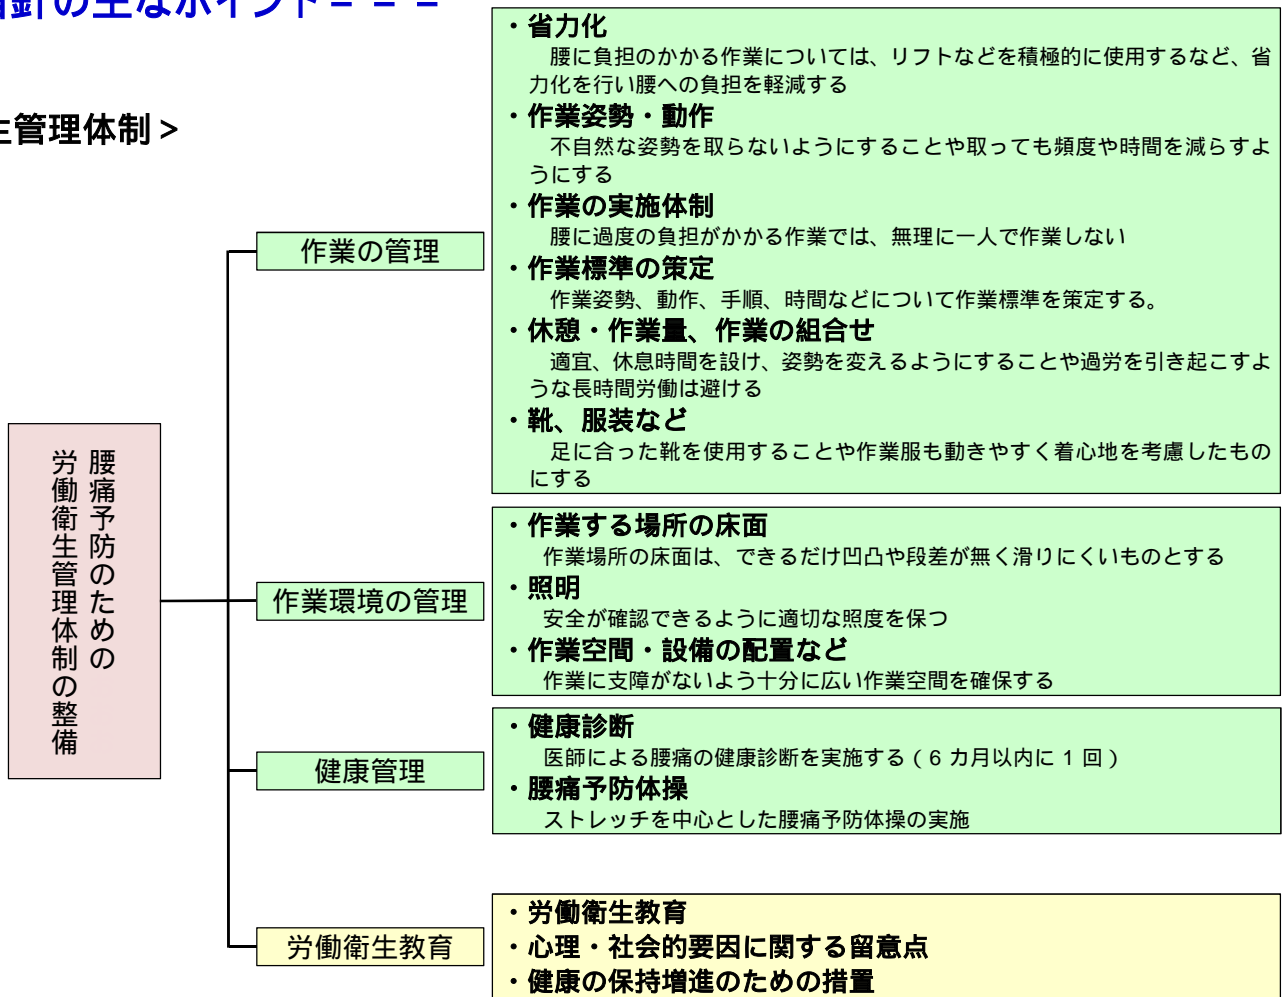 指針の主なポイント＝＝＝
生管理体制＞
腰痛予防のための
労働衛生管理体制の整備
作業の管理
・省力化
腰に負担のかかる作業については、リフトなどを積極的に使用するなど、省
力化を行い腰への負担を軽減する
・作業姿勢・動作
不自然な姿勢を取らないようにすることや取っても頻度や時間を減らすよ
うにする
・作業の実施体制
腰に過度の負担がかかる作業では、無理に一人で作業しない
・作業標準の策定
作業姿勢、動作、手順、時間などについて作業標準を策定する。
・休憩・作業量、作業の組合せ
適宜、休息時間を設け、姿勢を変えるようにすることや過労を引き起こすよ
うな長時間労働は避ける
・靴、服装など
足に合った靴を使用することや作業服も動きやすく着心地を考慮したもの
にする
作業環境の管理
・作業する場所の床面
作業場所の床面は、できるだけ凹凸や段差が無く滑りにくいものとする
・照明
安全が確認できるように適切な照度を保つ
・作業空間・設備の配置など
作業に支障がないよう十分に広い作業空間を確保する
健康管理
・健康診断
医師による腰痛の健康診断を実施する（６カ月以内に１回）
・腰痛予防体操
ストレッチを中心とした腰痛予防体操の実施
労働衛生教育
・労働衛生教育
・心理・社会的要因に関する留意点
・健康の保持増進のための措置